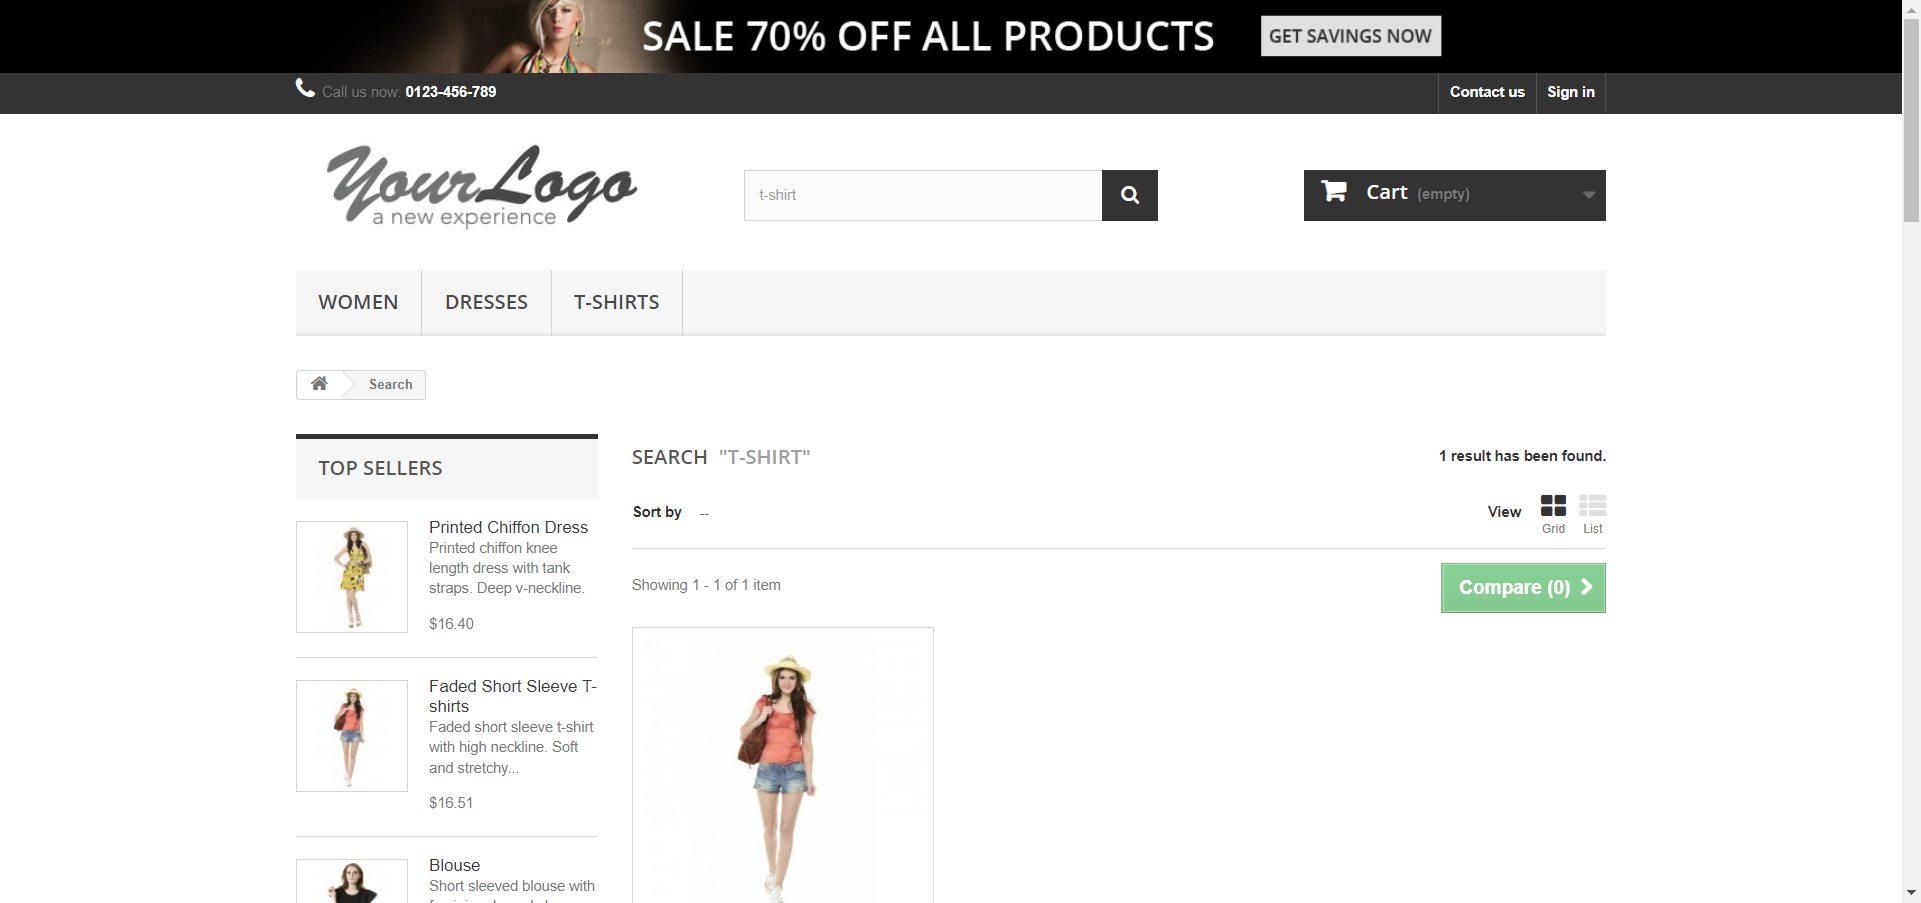 SALE 70% OFF ALL PRODUCTS GET SAVINGS NOW
Call us now: 0123-456-789 Contact us Sign in
YourLogo
a new experience
t-shirt
Cart (empty)
WOMEN DRESSES T-SHIRTS
Search
TOP SELLERS
Printed Chiffon Dress
Printed chiffon knee
length dress with tank
straps. Deep v-neckline.
$16.40
Faded Short Sleeve T-
shirts
Faded short sleeve t-shirt
with high neckline. Soft
and stretchy...
$16.51
Blouse
Short sleeved blouse with
SEARCH "T-SHIRT"
1 result has been found.
Sort by --
View
Grid List
Showing 1 - 1 of 1 item
Compare (0)